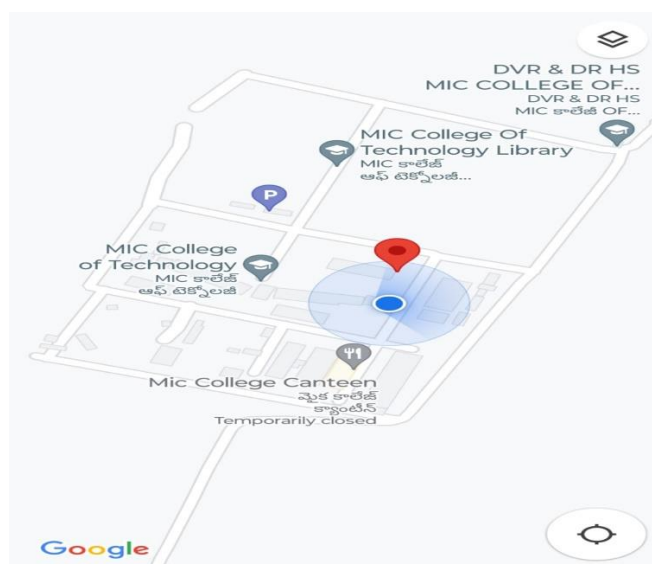 DVR & DR HS
MIC COLLEGE OF...
DVR & DR HS
MIC కాలేజీ OF...
MIC College Of
Technology Library
MIC కాలేజ్
ఆఫ్ టెక్నోలజీ...
P
MIC College
of Technology
MIC కాలేజ్
ఆఫ్ టెక్నోలజీ
Mic College Canteen
మైక కాలేజ్
క్యాంటీన్
Temporarily closed
Google